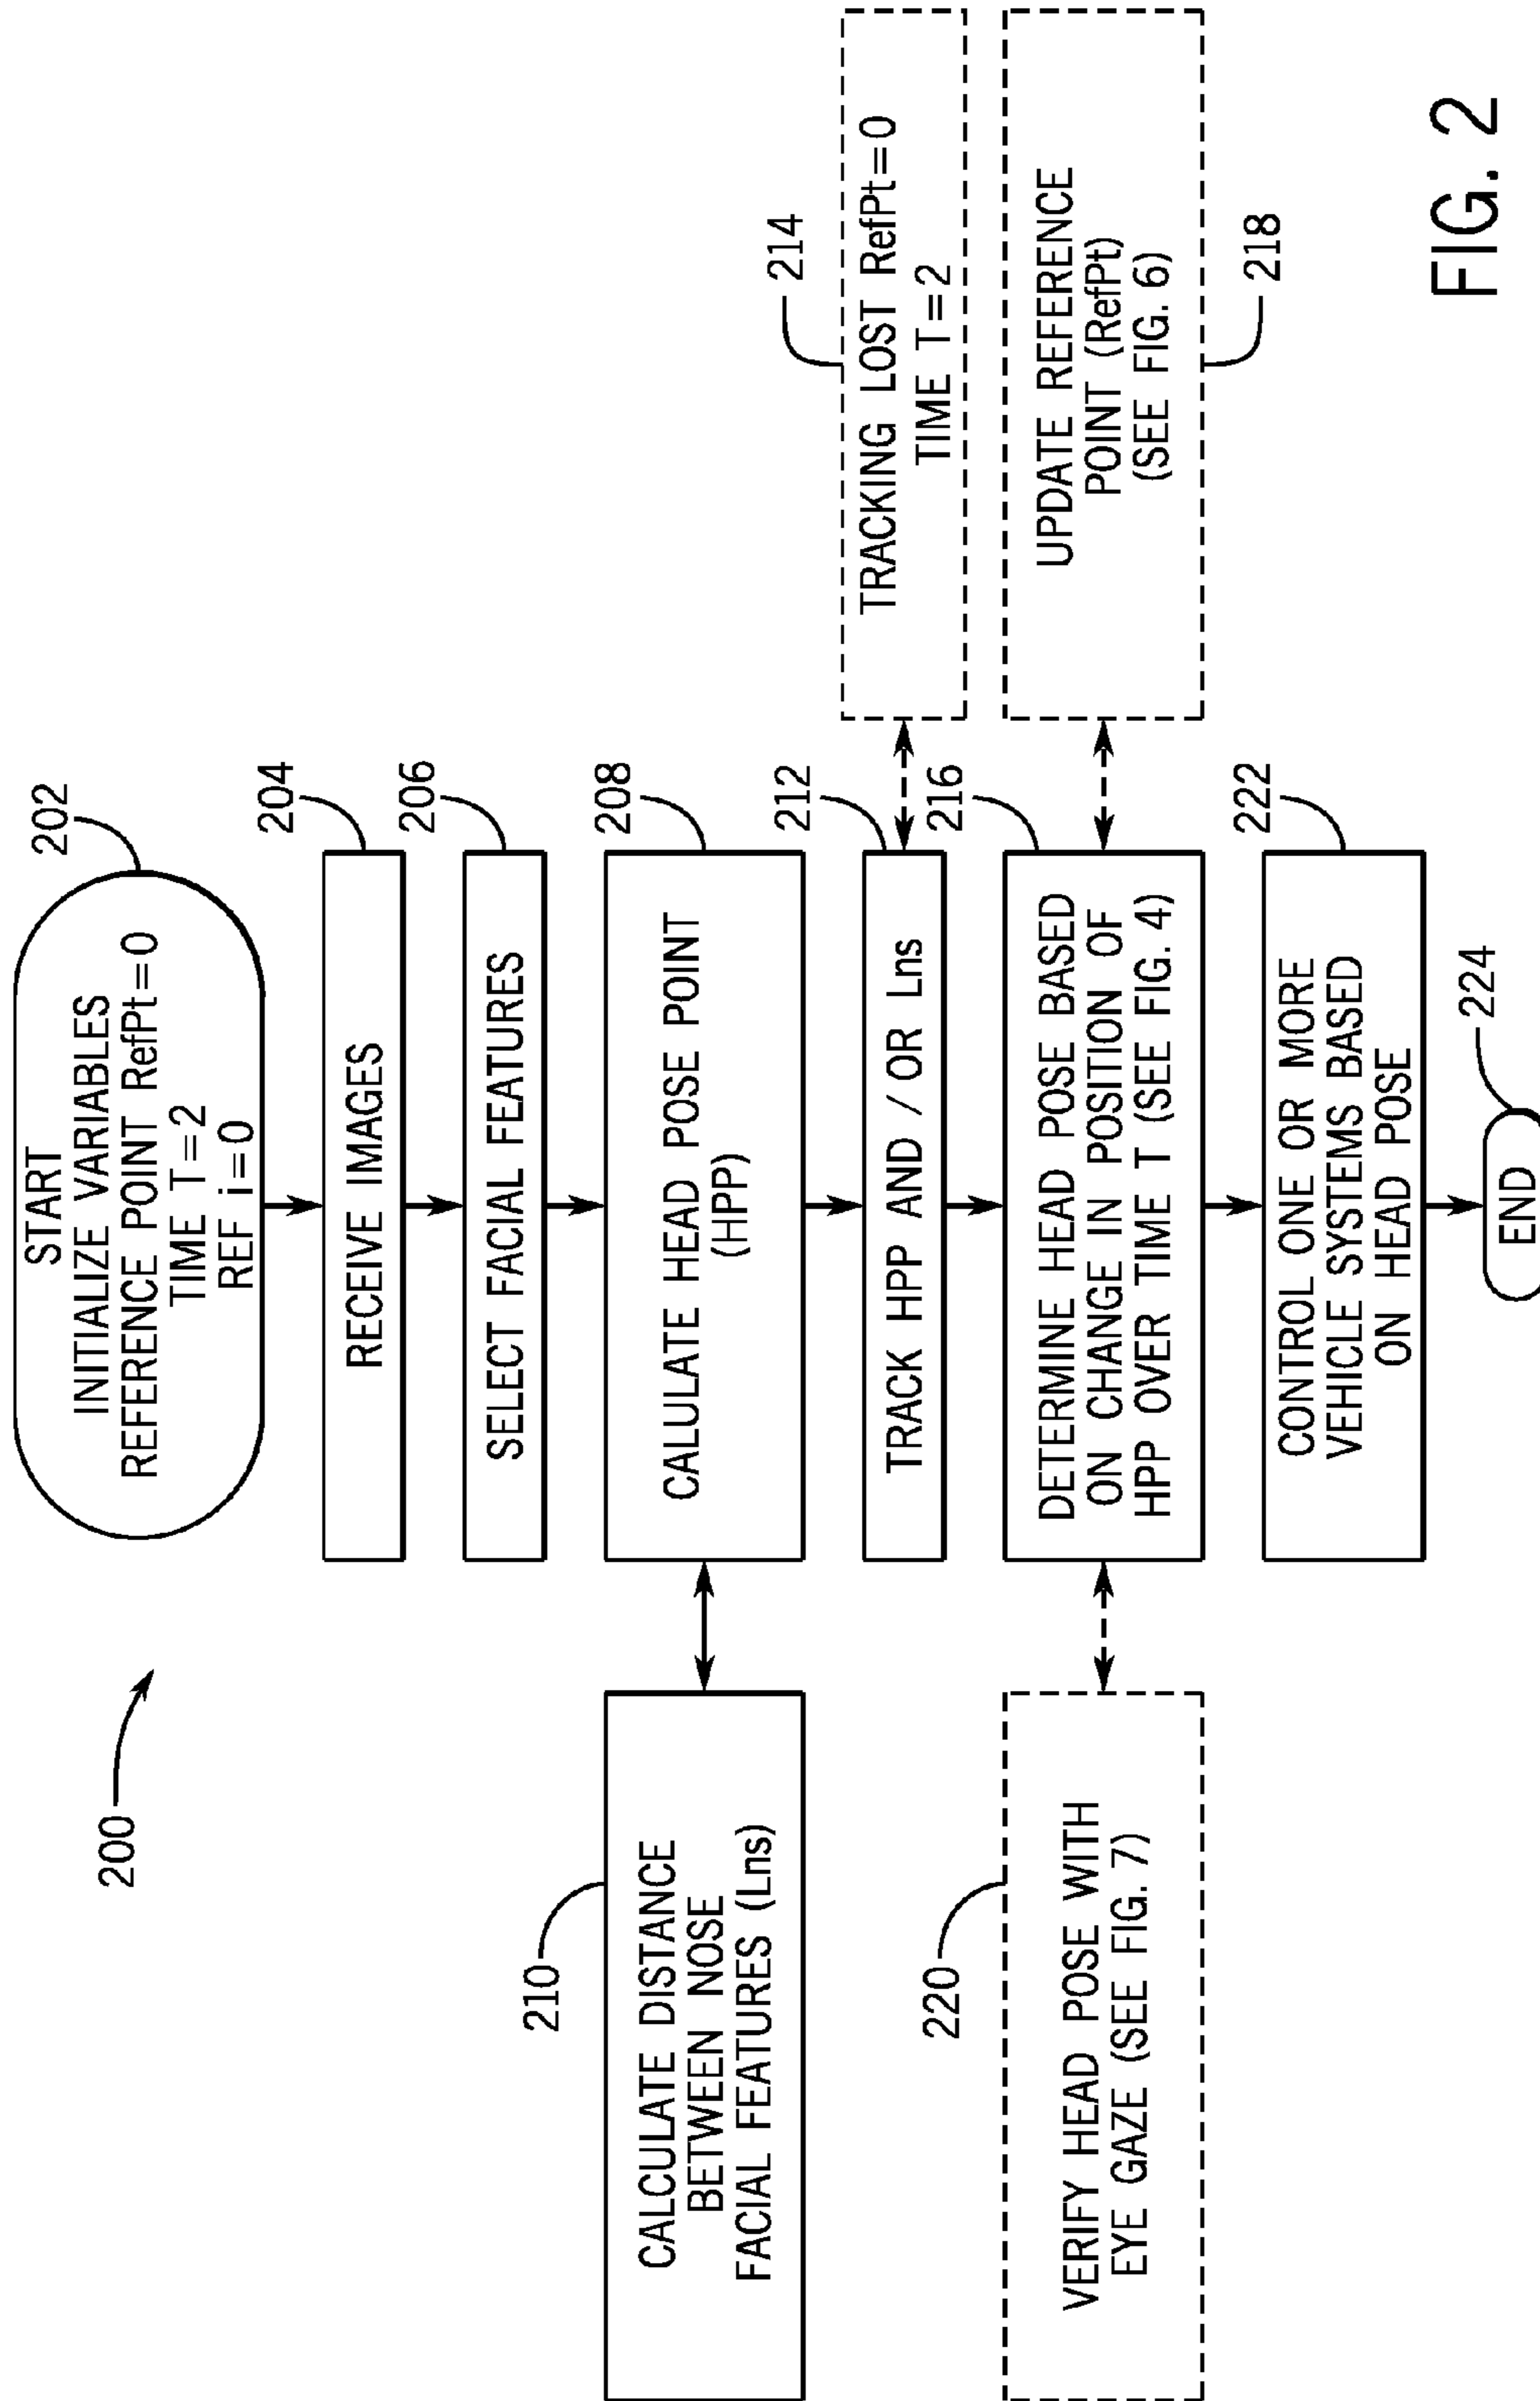 200
START
INITIALIZE VARIABLES
REFERENCE POINT RefPt=0
TIME T=2
REF i=0
202
RECEIVE IMAGES
204
SELECT FACIAL FEATURES
206
CALCULATE DISTANCE
BETWEEN NOSE
FACIAL FEATURES (Lns)
210
CALULATE HEAD POSE POINT
(HPP)
208
TRACK HPP AND / OR Lns
212
TRACKING LOST RefPt=0
TIME T=2
214
VERIFY HEAD POSE WITH
EYE GAZE (SEE FIG. 7)
220
DETERMINE HEAD POSE BASED
ON CHANGE IN POSITION OF
HPP OVER TIME T (SEE FIG. 4)
216
UPDATE REFERENCE
POINT (RefPt)
(SEE FIG. 6)
218
CONTROL ONE OR MORE
VEHICLE SYSTEMS BASED
ON HEAD POSE
222
END
224
FIG. 2